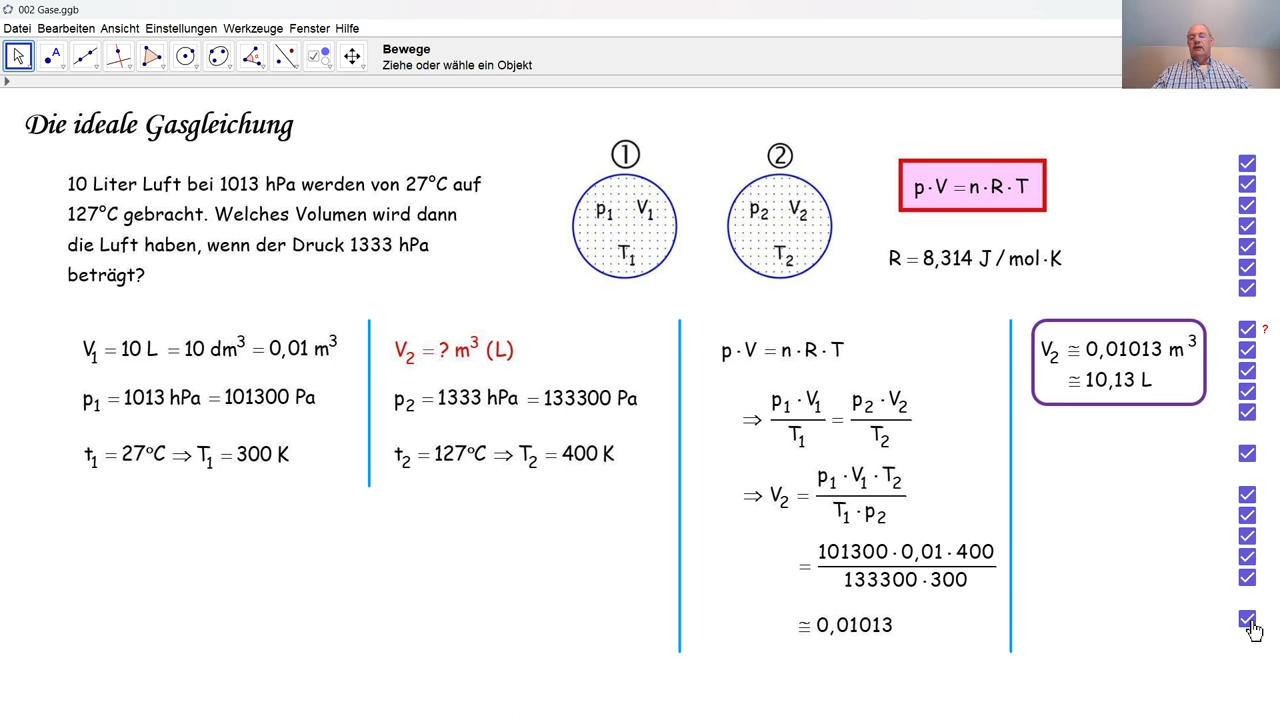 002 Gase.ggb
Datei Bearbeiten Ansicht Einstellungen Werkzeuge Fenster Hilfe
A
Bewege
Ziehe oder wähle ein Objekt
Die ideale Gasgleichung
10 Liter Luft bei 1013 hPa werden von 27°C auf
127°C gebracht. Welches Volumen wird dann
die Luft haben, wenn der Druck 1333 hPa
beträgt?
①
p₁ V₁
T₁
②
p₂ V₂
T₂
p · V = n · R · T
R = 8,314 J / mol · K
V₁ = 10 L = 10 dm³ = 0,01 m³
p₁ = 1013 hPa = 101300 Pa
t₁ = 27°C ⇒ T₁ = 300 K
V₂ = ? m³ (L)
p₂ = 1333 hPa = 133300 Pa
t₂ = 127°C ⇒ T₂ = 400 K
p · V = n · R · T
⇒ p₁ · V₁ / T₁ = p₂ · V₂ / T₂
⇒ V₂ = p₁ · V₁ · T₂ / T₁ · p₂
= 101300 · 0,01 · 400 / 133300 · 300
≅ 0,01013
V₂ ≅ 0,01013 m³
≅ 10,13 L
?